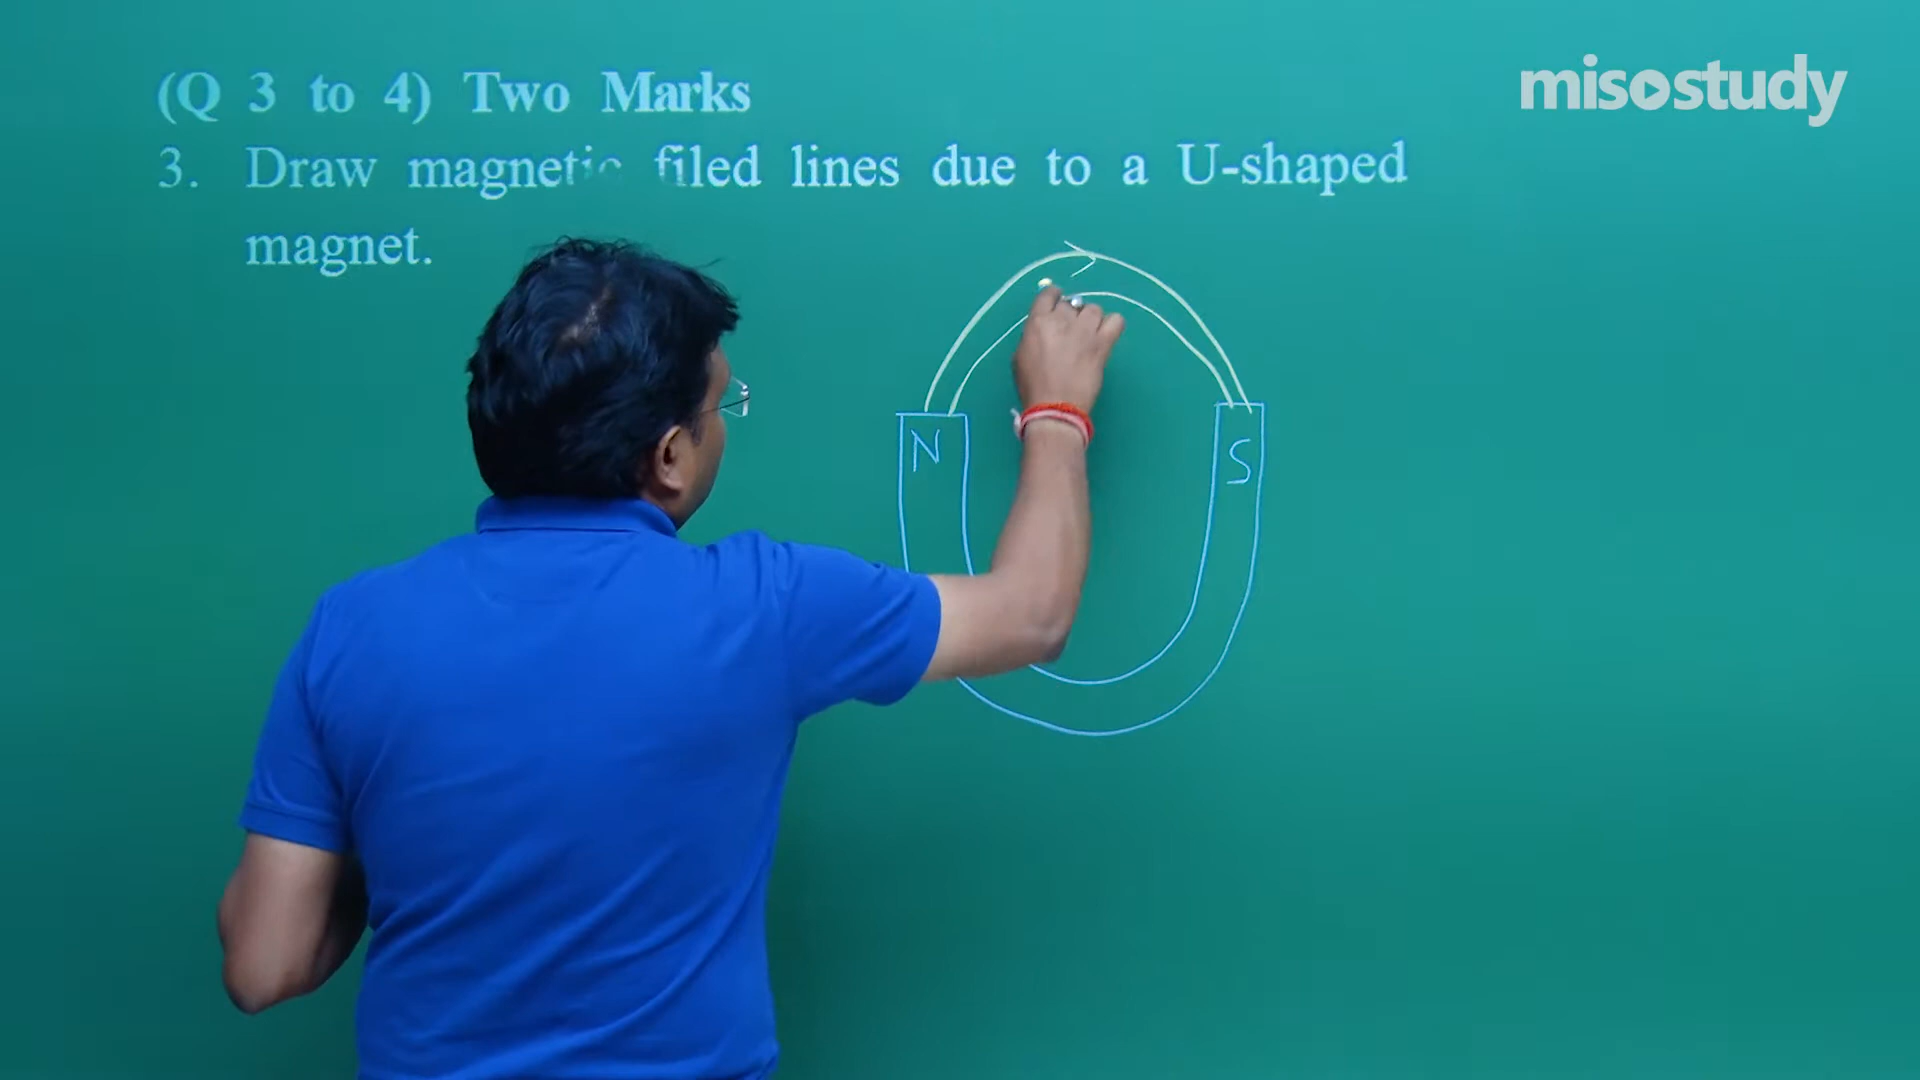 misostudy
(Q 3 to 4) Two Marks
3. Draw magnetic filed lines due to a U-shaped
magnet.
N
S